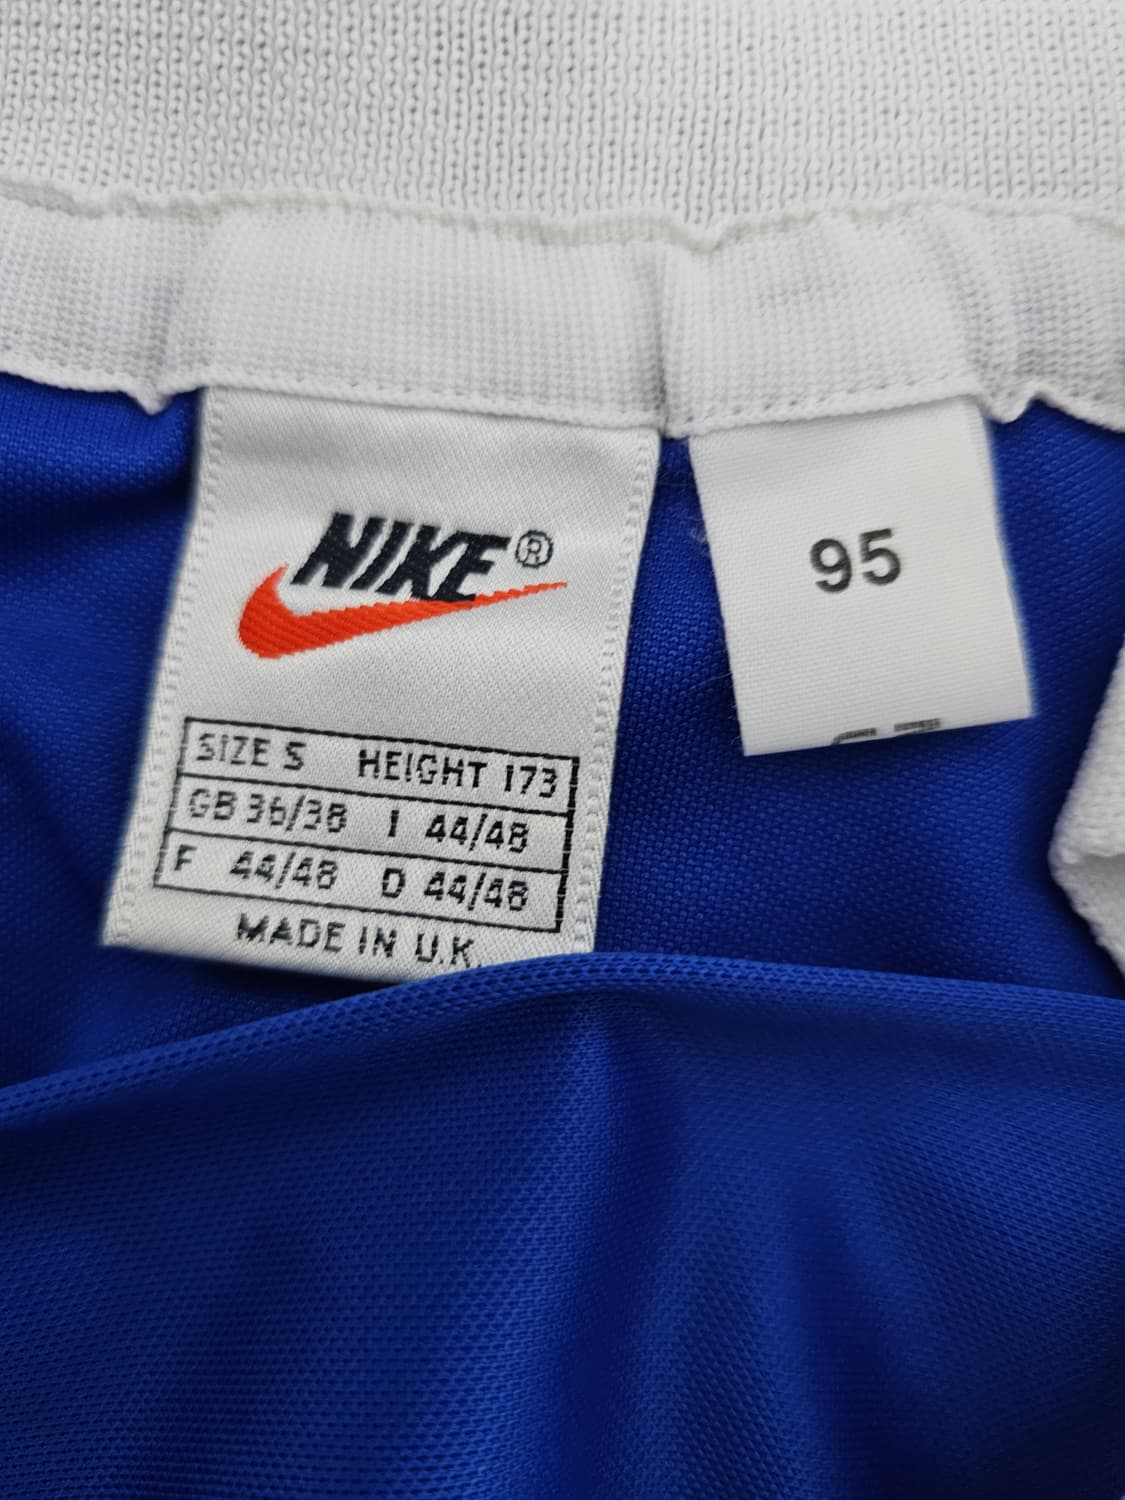 NIKE®
SIZE S HEIGHT 173
GB 36/38 I 44/48
F 44/48 D 44/48
MADE IN U.K.
95